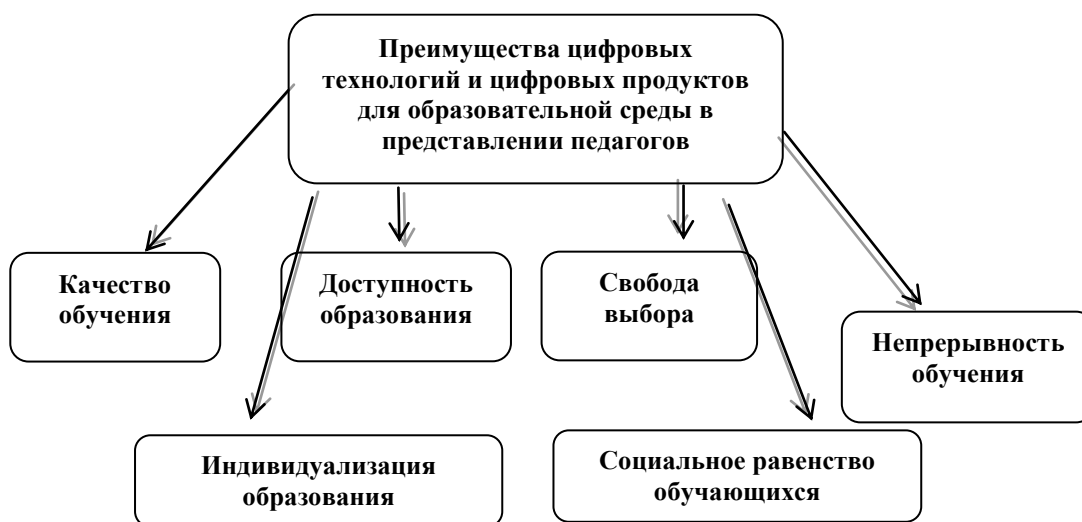 Преимущества цифровых
технологий и цифровых продуктов
для образовательной среды в
представлении педагогов
Качество
обучения
Доступность
образования
Свобода
выбора
Непрерывность
обучения
Индивидуализация
образования
Социальное равенство
обучающихся